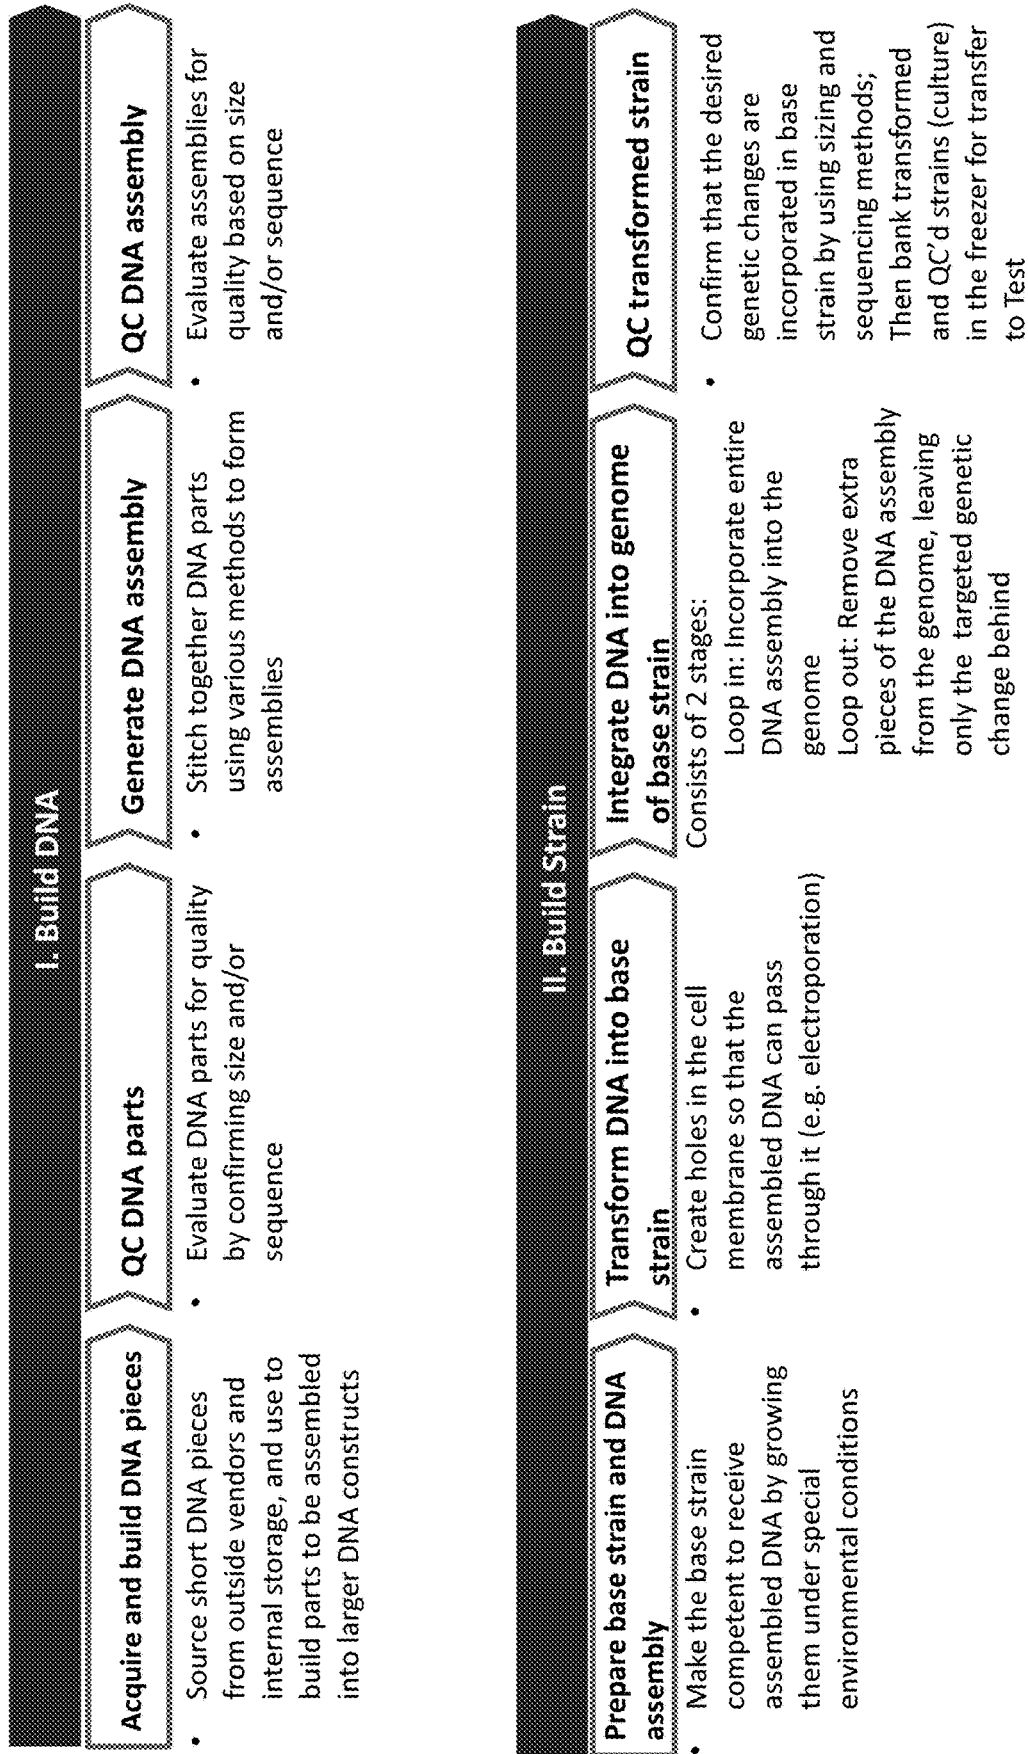 I. Build DNA
Acquire and build DNA pieces
• Source short DNA pieces
from outside vendors and
internal storage, and use to
build parts to be assembled
into larger DNA constructs
QC DNA parts
• Evaluate DNA parts for quality
by confirming size and/or
sequence
Generate DNA assembly
• Stitch together DNA parts
using various methods to form
assemblies
QC DNA assembly
• Evaluate assemblies for
quality based on size
and/or sequence
II. Build Strain
Prepare base strain and DNA
assembly
• Make the base strain
competent to receive
assembled DNA by growing
them under special
environmental conditions
Transform DNA into base
strain
• Create holes in the cell
membrane so that the
assembled DNA can pass
through it (e.g. electroporation)
Integrate DNA into genome
of base strain
Consists of 2 stages:
Loop in: Incorporate entire
DNA assembly into the
genome
Loop out: Remove extra
pieces of the DNA assembly
from the genome, leaving
only the targeted genetic
change behind
QC transformed strain
• Confirm that the desired
genetic changes are
incorporated in base
strain by using sizing and
sequencing methods;
Then bank transformed
and QC'd strains (culture)
in the freezer for transfer
to Test